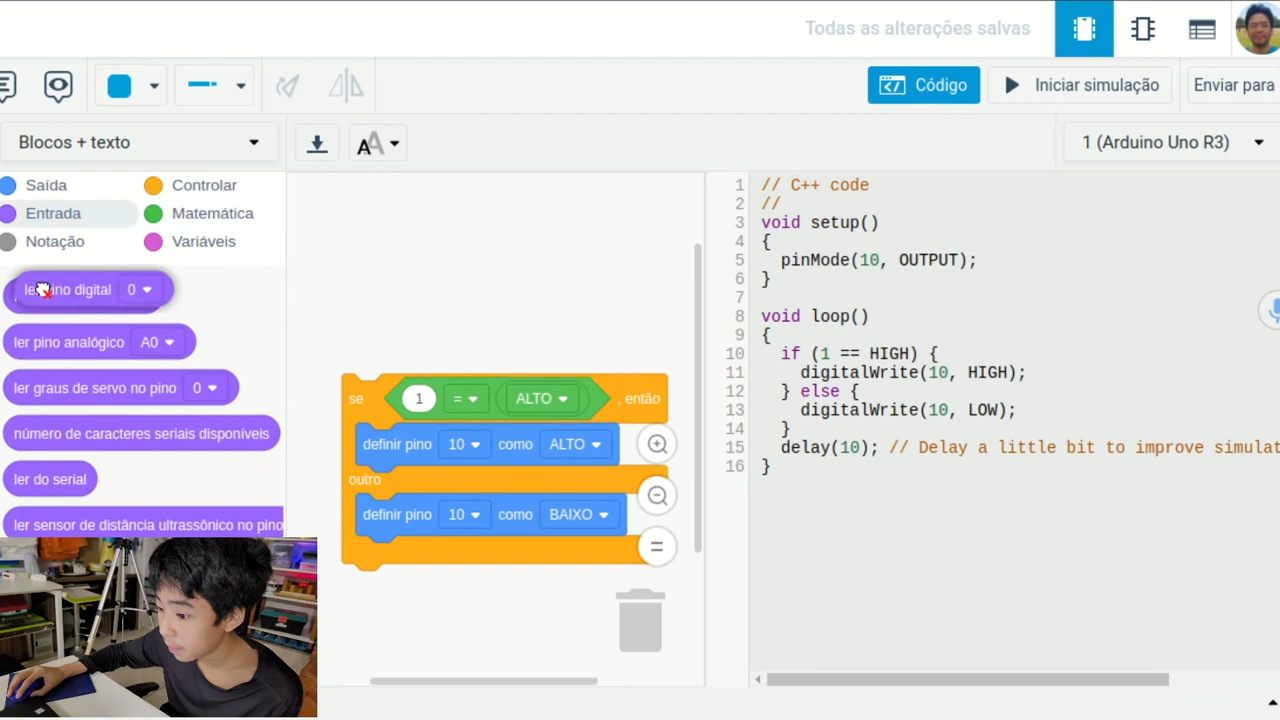 Todas as alterações salvas
Código
Iniciar simulação
Enviar para
Blocos + texto
AA
1 (Arduino Uno R3)
Saída
Controlar
Entrada
Matemática
Notação
Variáveis
ler pino digital 0
ler pino analógico A0
ler graus de servo no pino 0
número de caracteres seriais disponíveis
ler do serial
ler sensor de distância ultrassônico no pino
se 1 = ALTO , então
definir pino 10 como ALTO
outro
definir pino 10 como BAIXO
1 // C++ code
2 //
3 void setup()
4 {
5 pinMode(10, OUTPUT);
6 }
7
8 void loop()
9 {
10 if (1 == HIGH) {
11 digitalWrite(10, HIGH);
12 } else {
13 digitalWrite(10, LOW);
14 }
15 delay(10); // Delay a little bit to improve simulat
16 }